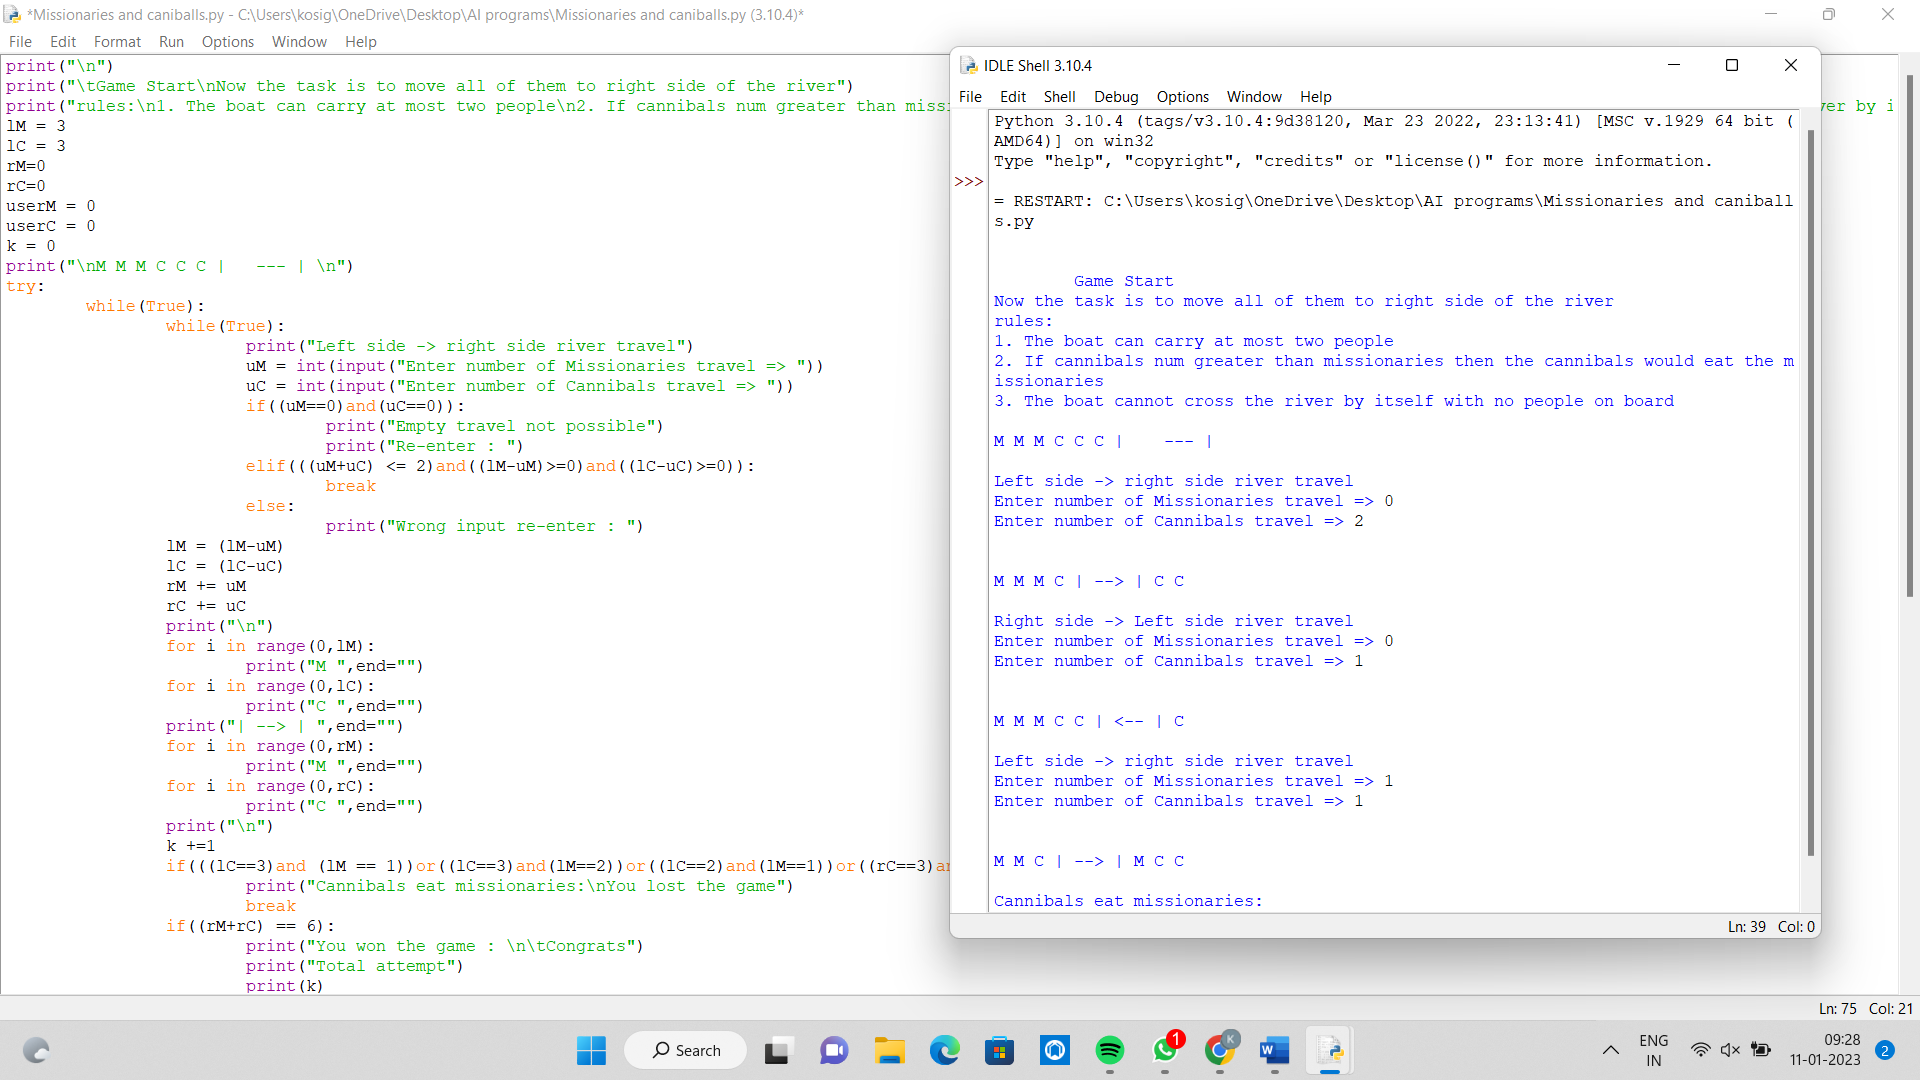 *Missionaries and caniballs.py - C:\Users\kosig\OneDrive\Desktop\AI programs\Missionaries and caniballs.py (3.10.4)*
File Edit Format Run Options Window Help
print("\n")
print("\tGame Start\nNow the task is to move all of them to right side of the river")
print("rules:\n1. The boat can carry at most two people\n2. If cannibals num greater than miss
lM = 3
lC = 3
rM=0
rC=0
userM = 0
userC = 0
k = 0
print("\nM M M C C C |   --- | \n")
try:
        while(True):
                while(True):
                        print("Left side -> right side river travel")
                        uM = int(input("Enter number of Missionaries travel => "))
                        uC = int(input("Enter number of Cannibals travel => "))
                        if((uM==0)and(uC==0)):
                                print("Empty travel not possible")
                                print("Re-enter : ")
                        elif(((uM+uC) <= 2)and((lM-uM)>=0)and((lC-uC)>=0)):
                                break
                        else:
                                print("Wrong input re-enter : ")
                lM = (lM-uM)
                lC = (lC-uC)
                rM += uM
                rC += uC
                print("\n")
                for i in range(0,lM):
                        print("M ",end="")
                for i in range(0,lC):
                        print("C ",end="")
                print("| --> | ",end="")
                for i in range(0,rM):
                        print("M ",end="")
                for i in range(0,rC):
                        print("C ",end="")
                print("\n")
                k +=1
                if(((lC==3)and (lM == 1))or((lC==3)and(lM==2))or((lC==2)and(lM==1))or((rC==3)a
                        print("Cannibals eat missionaries:\nYou lost the game")
                        break
                if((rM+rC) == 6):
                        print("You won the game : \n\tCongrats")
                        print("Total attempt")
                        print(k)
ver by i
Ln: 75 Col: 21
IDLE Shell 3.10.4
File Edit Shell Debug Options Window Help
Python 3.10.4 (tags/v3.10.4:9d38120, Mar 23 2022, 23:13:41) [MSC v.1929 64 bit (
AMD64)] on win32
Type "help", "copyright", "credits" or "license()" for more information.
>>>
= RESTART: C:\Users\kosig\OneDrive\Desktop\AI programs\Missionaries and caniball
s.py
Game Start
Now the task is to move all of them to right side of the river
rules:
1. The boat can carry at most two people
2. If cannibals num greater than missionaries then the cannibals would eat the m
issionaries
3. The boat cannot cross the river by itself with no people on board
M M M C C C |    --- |
Left side -> right side river travel
Enter number of Missionaries travel => 0
Enter number of Cannibals travel => 2
M M M C | --> | C C
Right side -> Left side river travel
Enter number of Missionaries travel => 0
Enter number of Cannibals travel => 1
M M M C C | <-- | C
Left side -> right side river travel
Enter number of Missionaries travel => 1
Enter number of Cannibals travel => 1
M M C | --> | M C C
Cannibals eat missionaries:
Ln: 39 Col: 0
Search
K
1
W
ENG
IN
09:28
11-01-2023
2